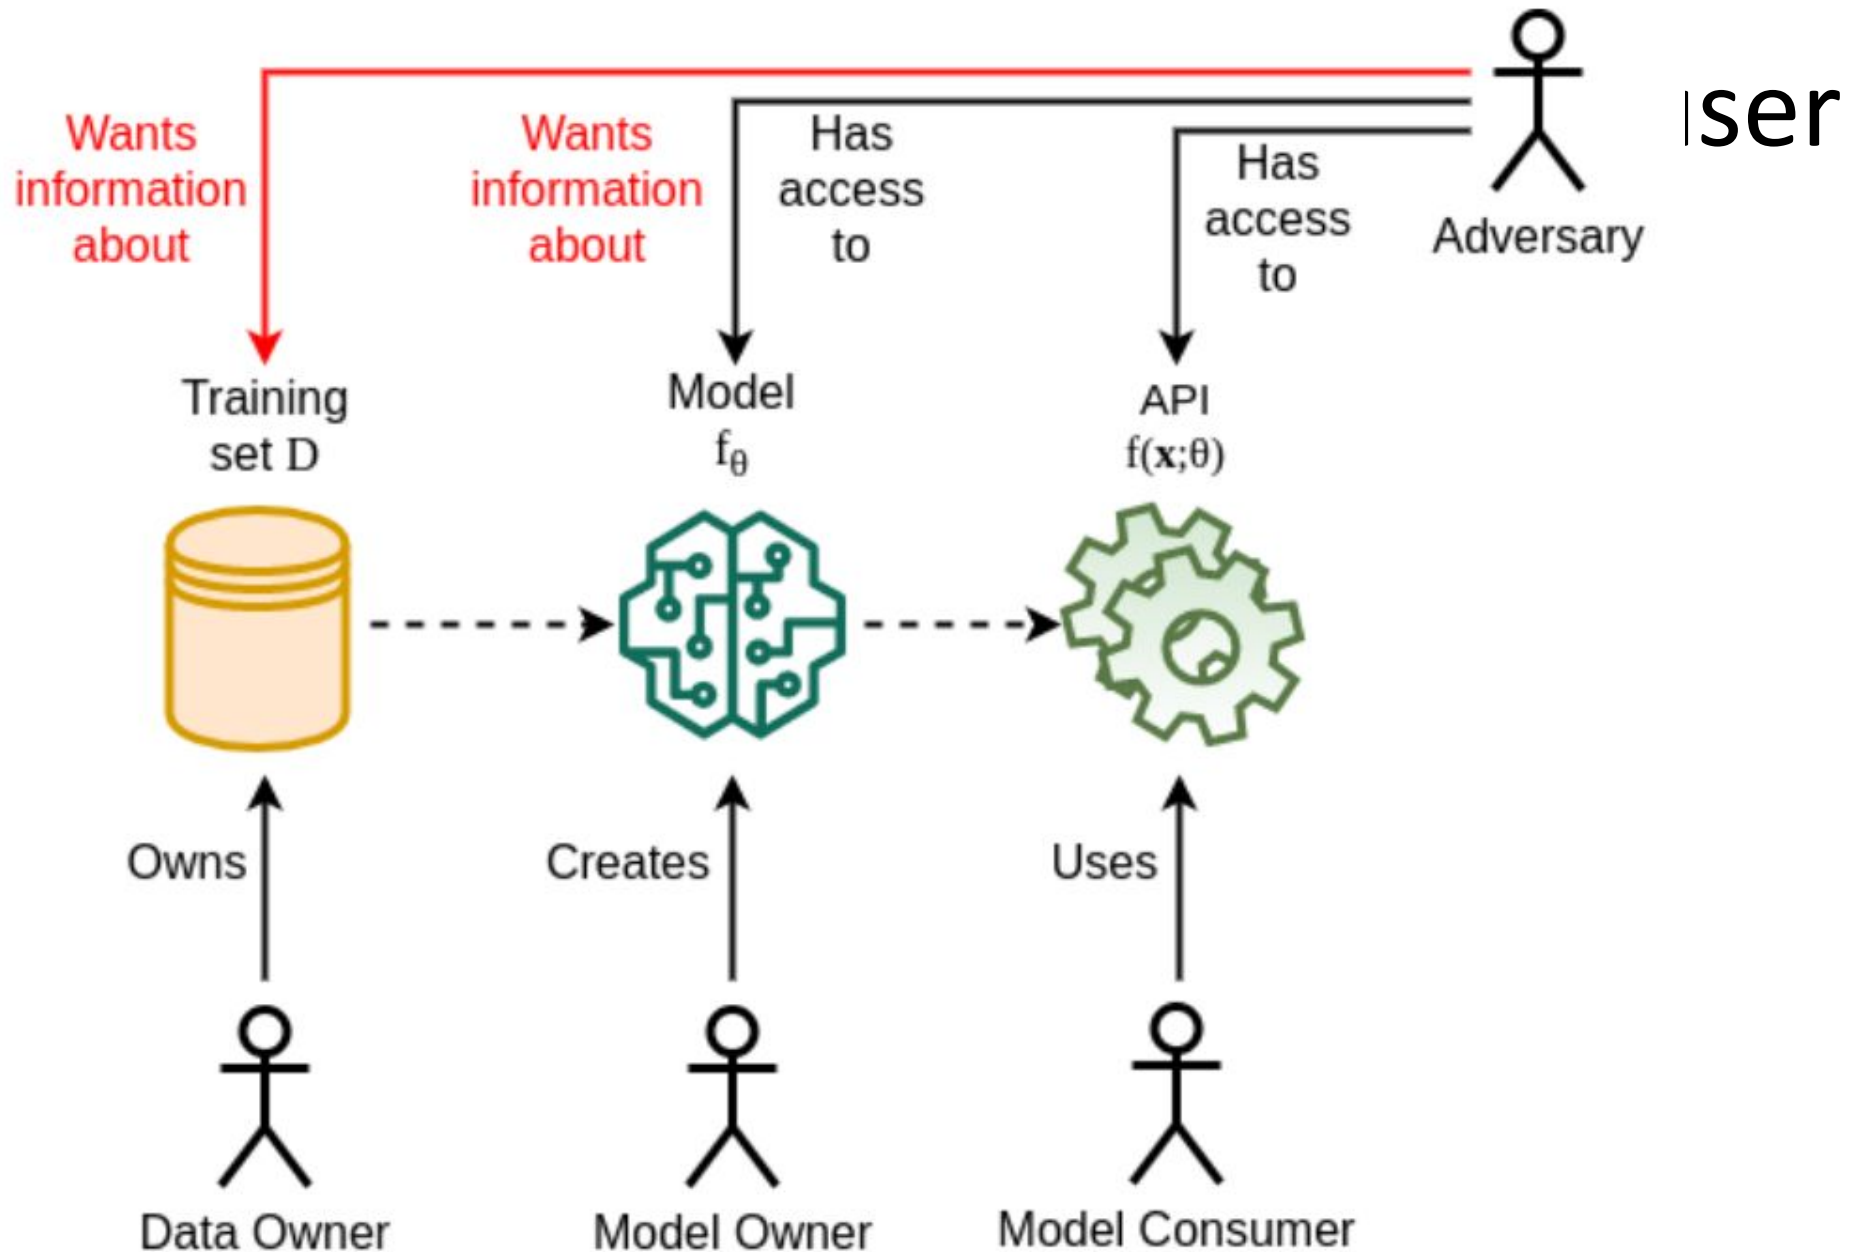 Wants
information
about
Wants
information
about
Has
access
to
Has
access
to
Adversary
Training
set D
Model
fθ
API
f(x;θ)
Owns
Creates
Uses
Data Owner
Model Owner
Model Consumer